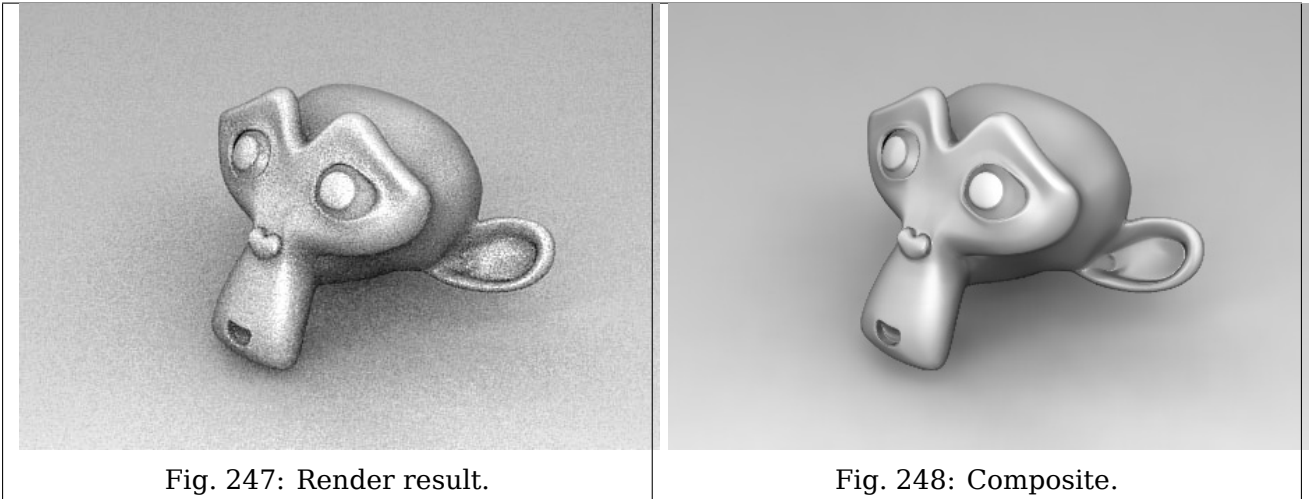 Fig. 247: Render result.
Fig. 248: Composite.